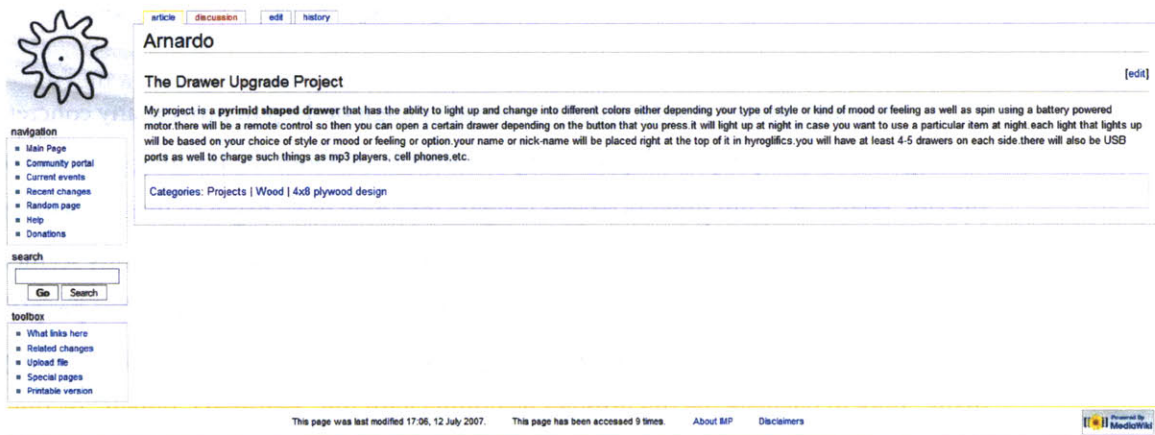 article discussion edit history
Arnardo
The Drawer Upgrade Project
[edit]
My project is a pyrimid shaped drawer that has the ablity to light up and change into different colors either depending your type of style or kind of mood or feeling as well as spin using a battery powered
motor.there will be a remote control so then you can open a certain drawer depending on the button that you press.it will light up at night in case you want to use a particular item at night.each light that lights up
will be based on your choice of style or mood or feeling or option.your name or nick-name will be placed right at the top of it in hyroglifics.you will have at least 4-5 drawers on each side.there will also be USB
ports as well to charge such things as mp3 players, cell phones,etc.
Categories: Projects | Wood | 4x8 plywood design
navigation
Main Page
Community portal
Current events
Recent changes
Random page
Help
Donations
search
Go Search
toolbox
What links here
Related changes
Upload file
Special pages
Printable version
This page was last modified 17:06, 12 July 2007. This page has been accessed 9 times. About IMP Disclaimers
Powered By
MediaWiki